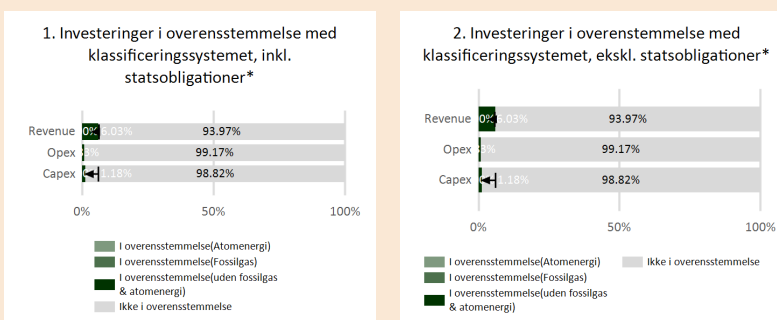 1. Investeringer i overensstemmelse med
klassificeringssystemet, inkl.
statsobligationer*
Revenue 0% 6.03% 93.97%
Opex 99.17%
Capex 1.18% 98.82%
0% 50% 100%
I overensstemmelse(Atomenergi)
I overensstemmelse(Fossilgas)
I overensstemmelse(uden fossilgas
& atomenergi)
Ikke i overensstemmelse
2. Investeringer i overenstemmelse med
klassificeringssystemet, ekskl. statsobligationer*
Revenue 0% 6.03% 93.97%
Opex 99.17%
Capex 1.18% 98.82%
0% 50% 100%
I overensstemmelse(Atomenergi) Ikke i overensstemmelse
I overensstemmelse(Fossilgas)
I overensstemmelse(uden fossilgas
& atomenergi)